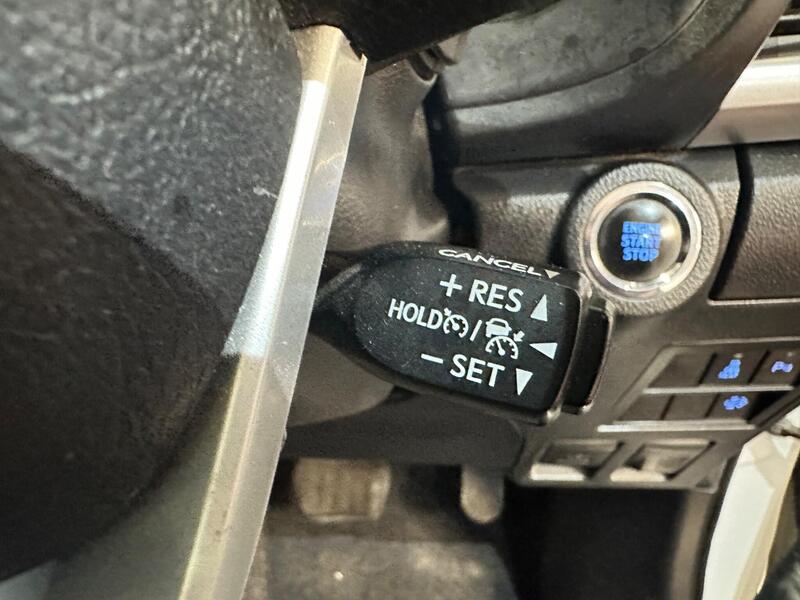 CANCEL
+ RES
HOLD /
− SET
ENGINE
START
STOP
P